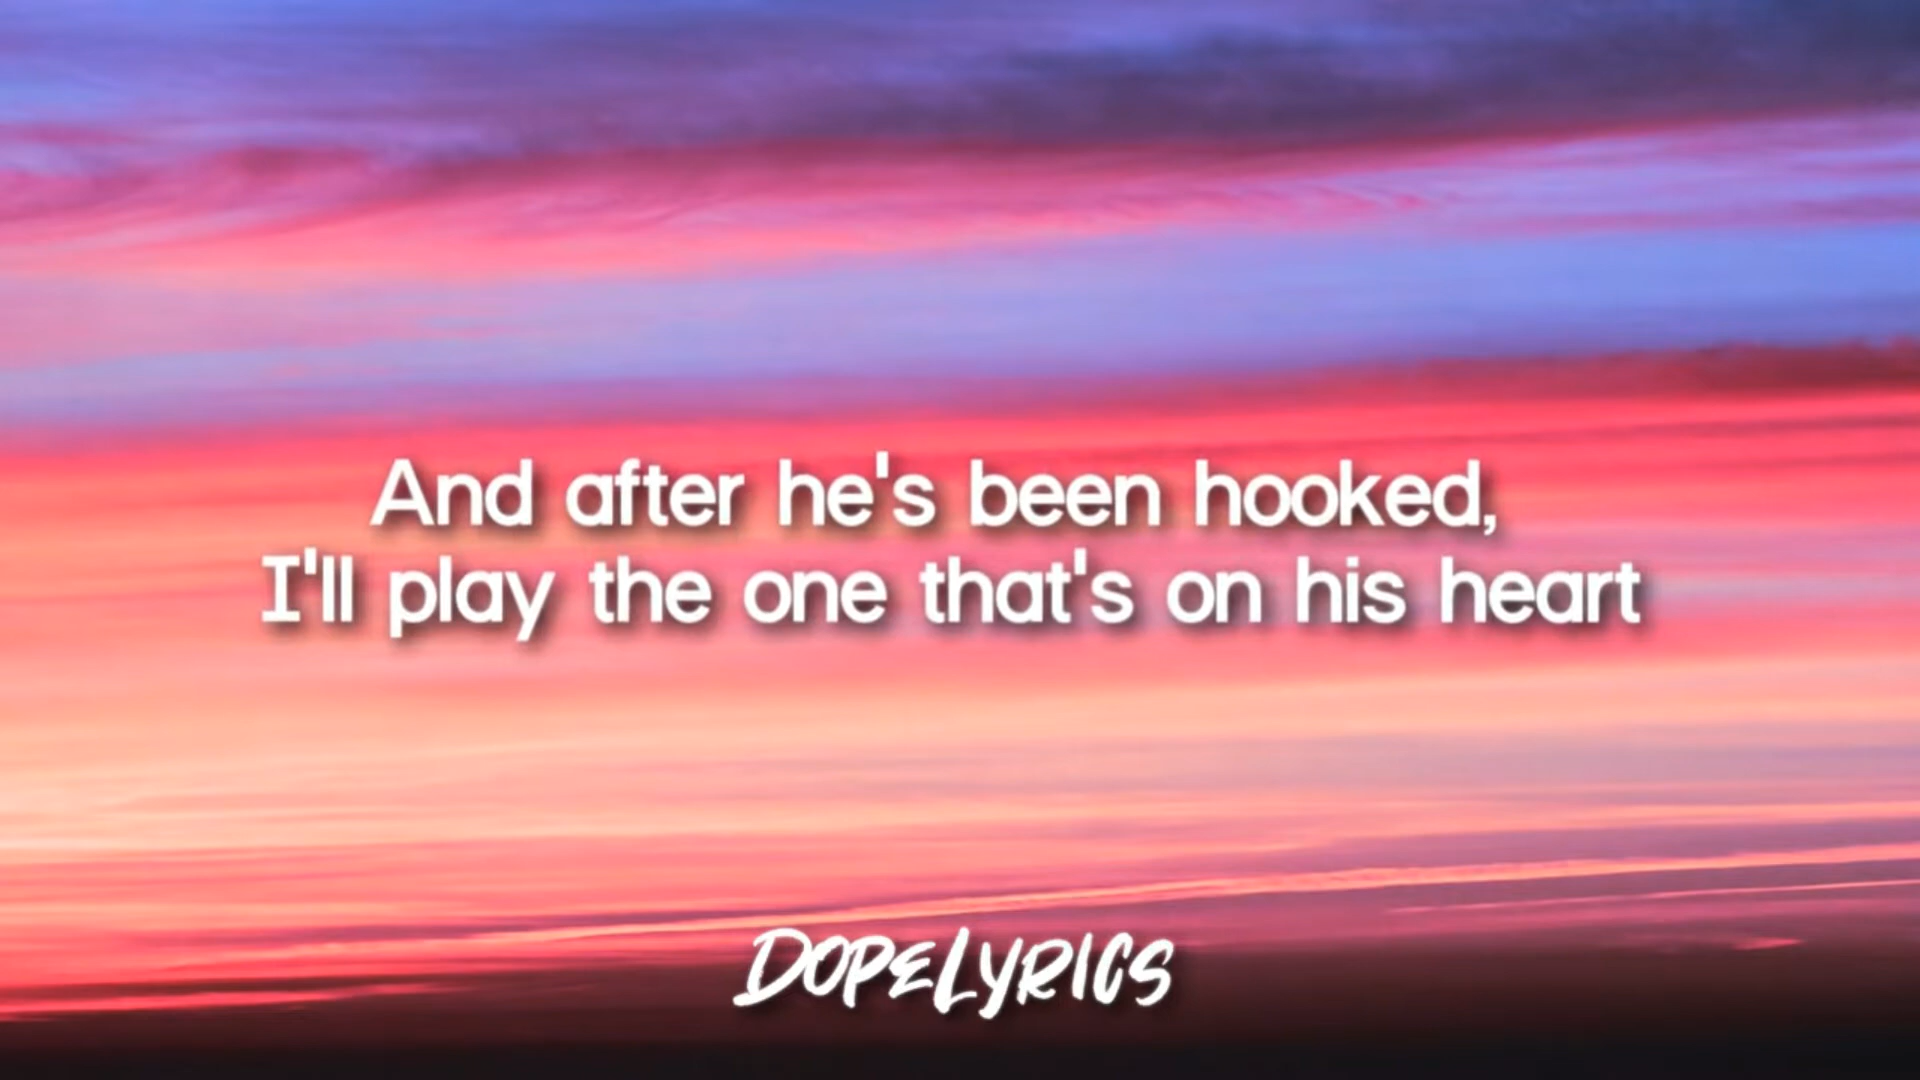 And after he's been hooked,
I'll play the one that's on his heart
DOPELYRICS